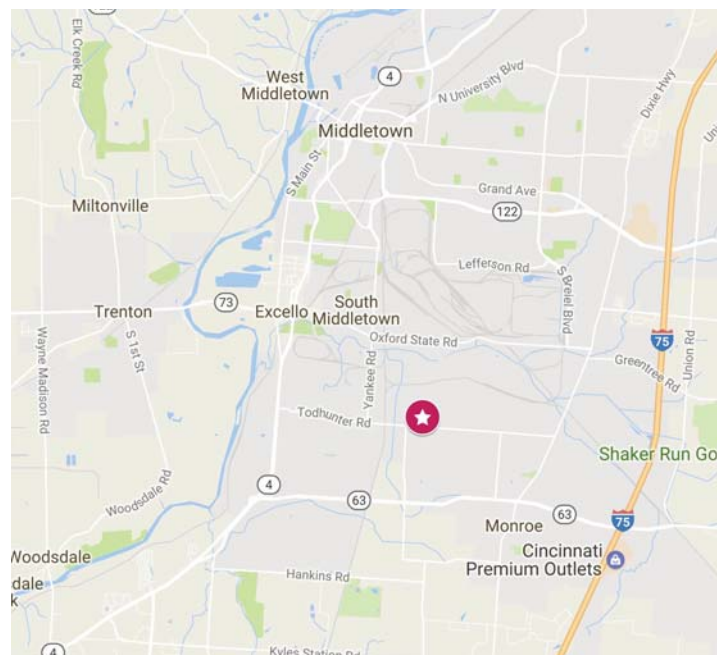 Elk Creek Rd
West
Middletown
4
N University Blvd
Dixie Hwy
Middletown
S Main St
Grand Ave
122
Miltonville
Lefferson Rd
S Breiel Blvd
Trenton
73
Excello
South
Middletown
Oxford State Rd
75
Union Rd
Wayne Madison Rd
S 1st St
Yankee Rd
Greentree Rd
Todhunter Rd
Shaker Run Go
4
63
Woodsdale Rd
Monroe
63
75
Woodsdale
dale
k
Cincinnati
Premium Outlets
Hankins Rd
4
Kyles Station Rd